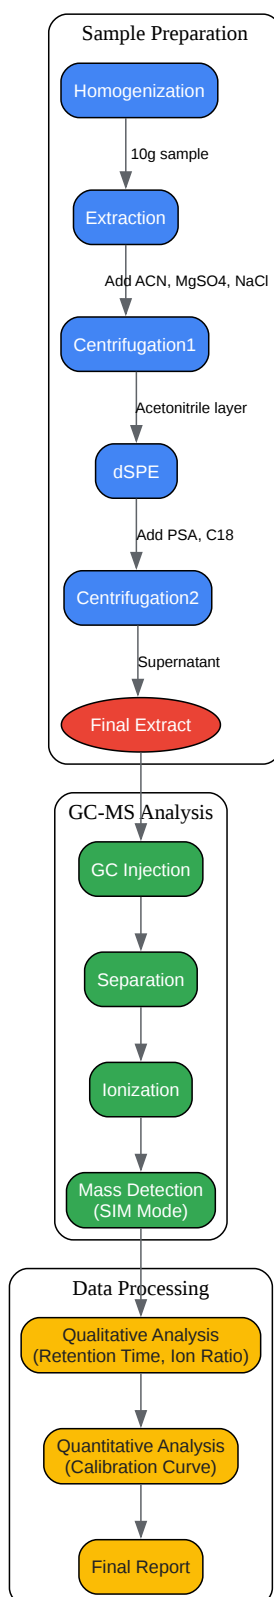 Sample Preparation
Homogenization
10g sample
Extraction
Add ACN, MgSO4, NaCl
Centrifugation1
Acetonitrile layer
dSPE
Add PSA, C18
Centrifugation2
Supernatant
Final Extract
GC-MS Analysis
GC Injection
Separation
Ionization
Mass Detection
(SIM Mode)
Data Processing
Qualitative Analysis
(Retention Time, Ion Ratio)
Quantitative Analysis
(Calibration Curve)
Final Report